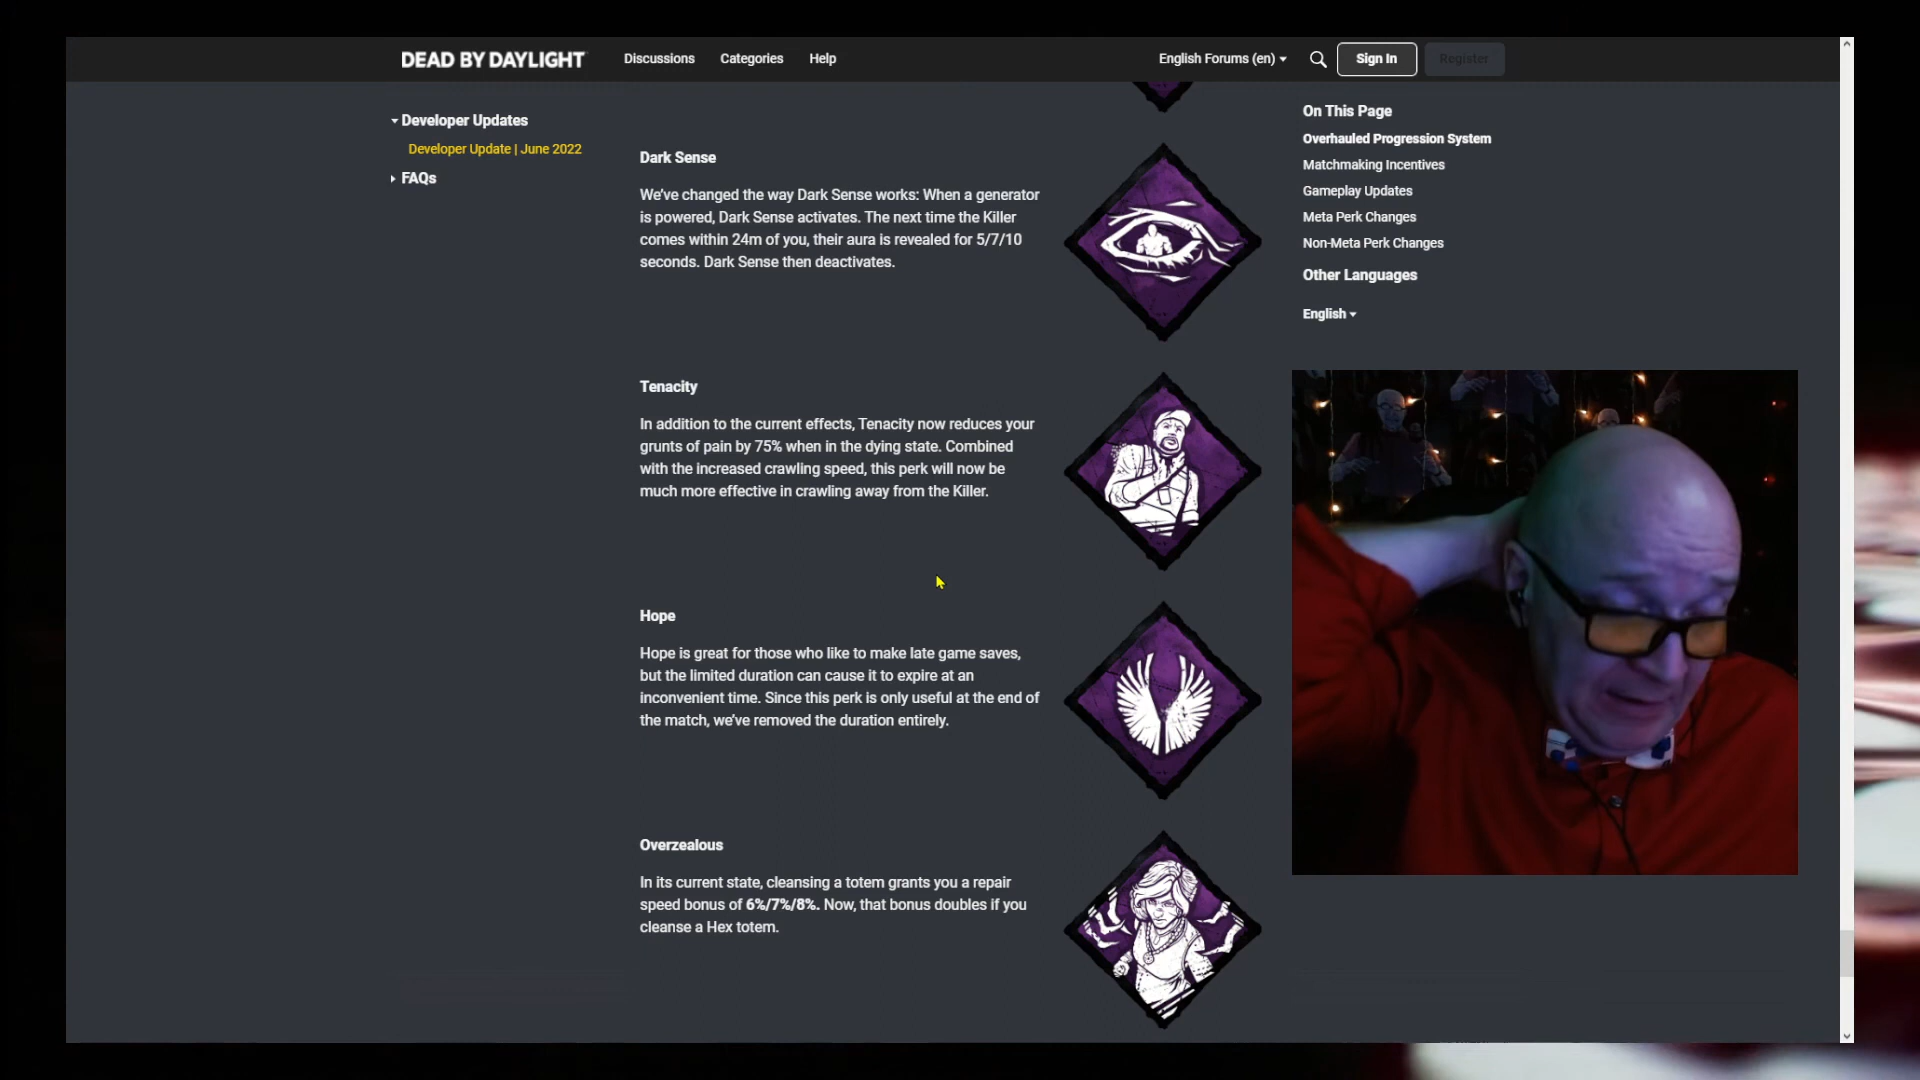 DEAD BY DAYLIGHT
Discussions
Categories
Help
English Forums (en)
Sign In
Register
Developer Updates
Developer Update | June 2022
FAQs
Dark Sense
We've changed the way Dark Sense works: When a generator
is powered, Dark Sense activates. The next time the Killer
comes within 24m of you, their aura is revealed for 5/7/10
seconds. Dark Sense then deactivates.
Tenacity
In addition to the current effects, Tenacity now reduces your
grunts of pain by 75% when in the dying state. Combined
with the increased crawling speed, this perk will now be
much more effective in crawling away from the Killer.
Hope
Hope is great for those who like to make late game saves,
but the limited duration can cause it to expire at an
inconvenient time. Since this perk is only useful at the end of
the match, we've removed the duration entirely.
Overzealous
In its current state, cleansing a totem grants you a repair
speed bonus of 6%/7%/8%. Now, that bonus doubles if you
cleanse a Hex totem.
On This Page
Overhauled Progression System
Matchmaking Incentives
Gameplay Updates
Meta Perk Changes
Non-Meta Perk Changes
Other Languages
English